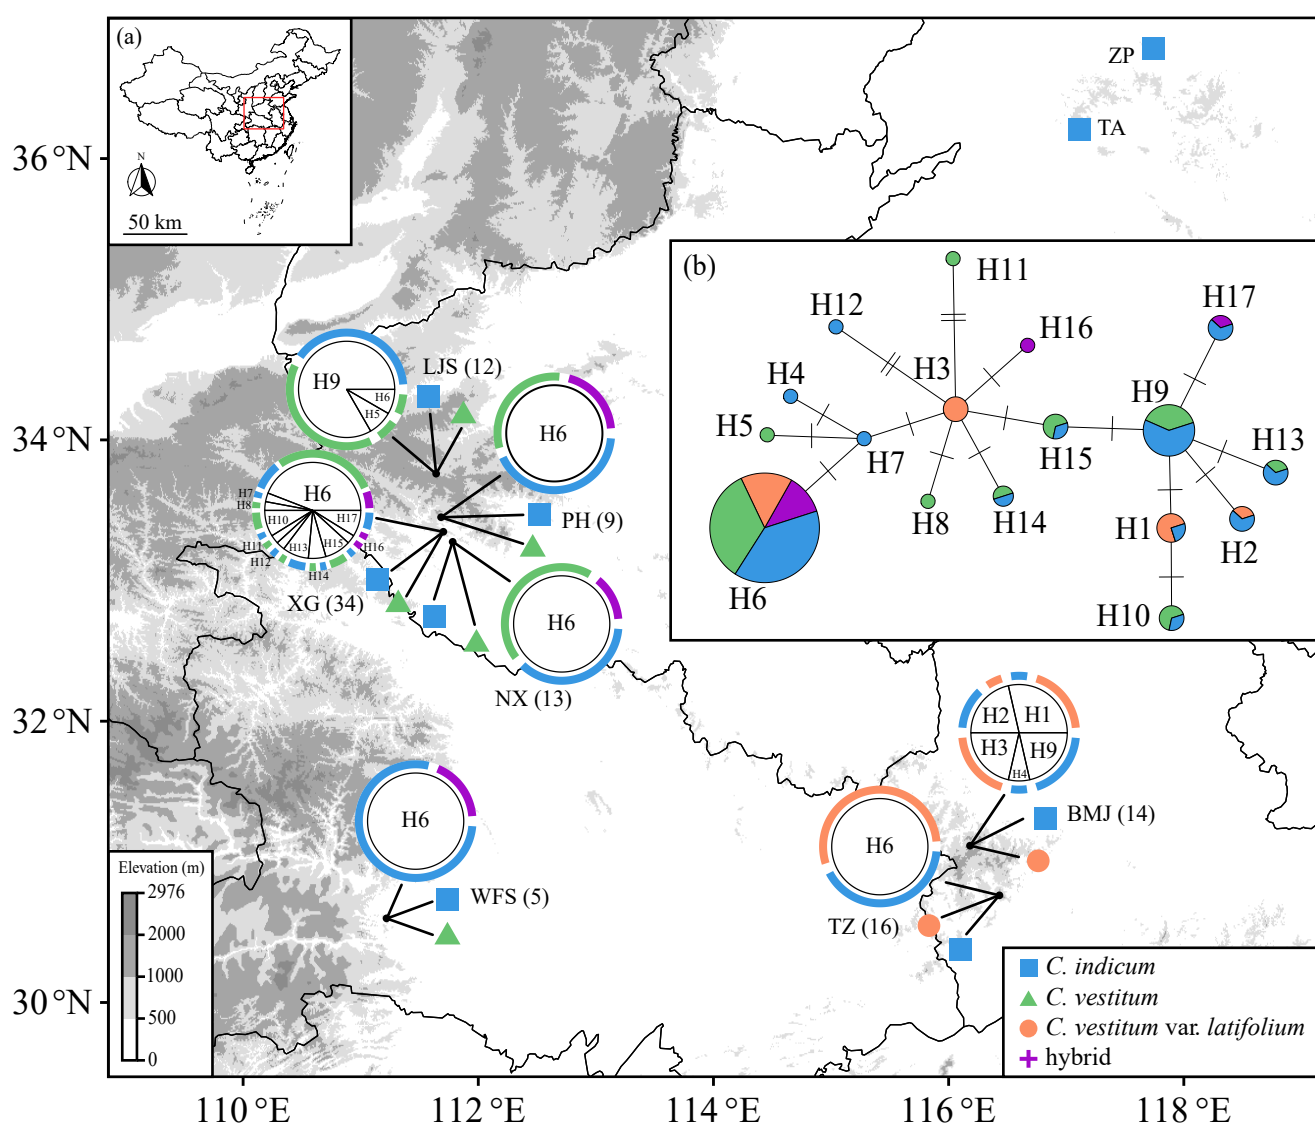 (a)
N
50 km
ZP
TA
36 °N
34 °N
32 °N
30 °N
110 °E
112 °E
114 °E
116 °E
118 °E
(b)
H11
H12
H17
H16
H3
H4
H9
H5
H7
H15
H13
H8
H14
H1
H2
H6
H10
LJS (12)
H9
H6
H5
H6
PH (9)
H6
H7
H8
H10
H11
H12
H13
H14
H15
H16
H17
XG (34)
H6
NX (13)
H6
WFS (5)
H2
H1
H3
H9
H4
BMJ (14)
H6
TZ (16)
Elevation (m)
2976
2000
1000
500
0
C. indicum
C. vestitum
C. vestitum var. latifolium
hybrid